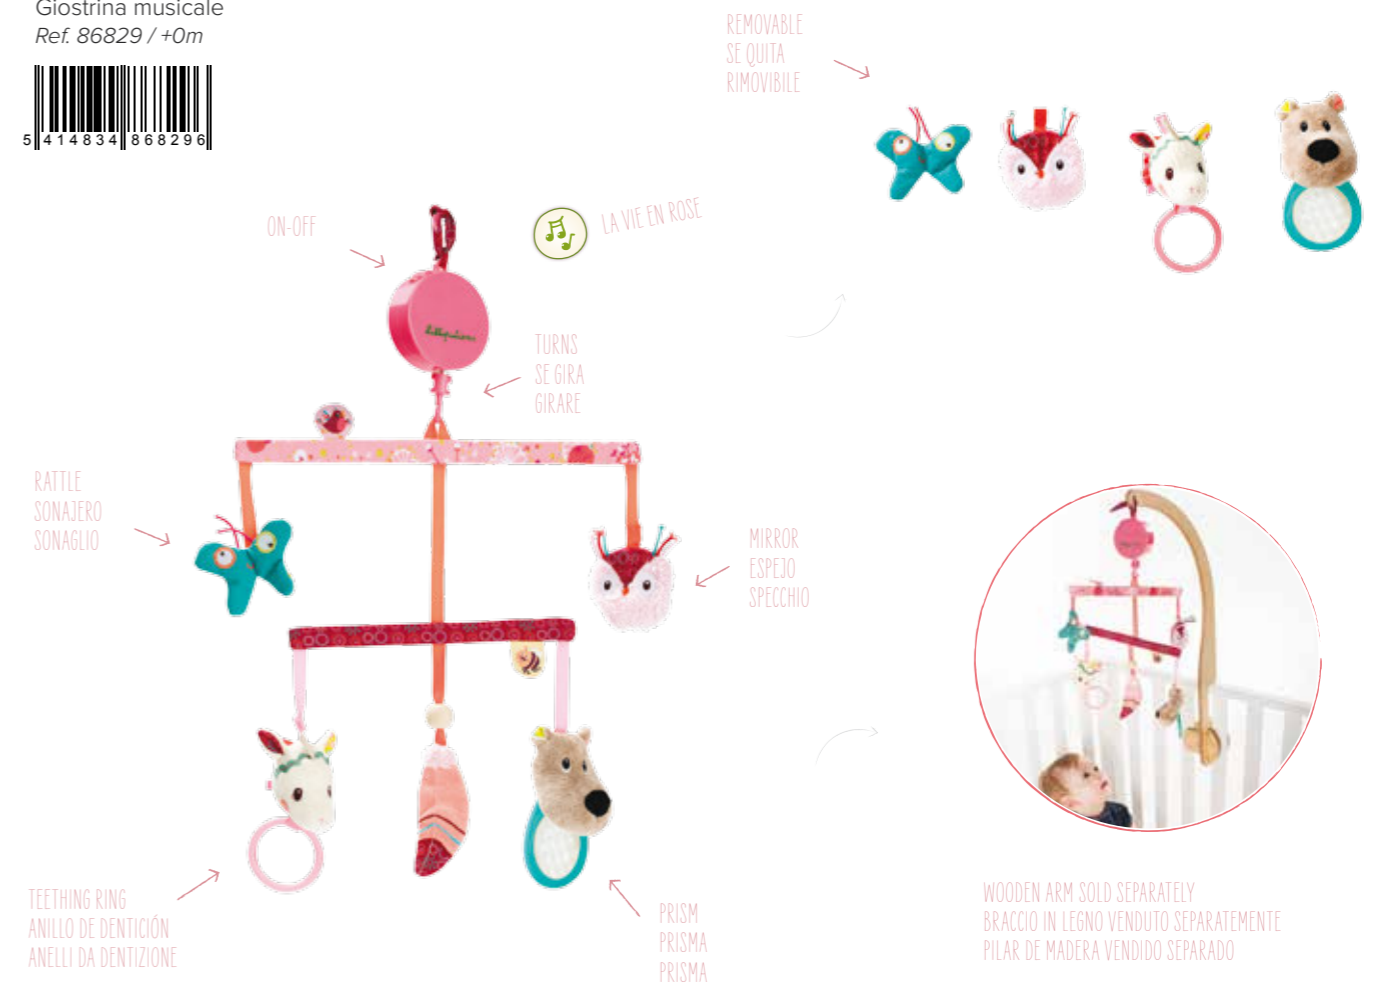 Giostrina musicale
Ref. 86829 / +0m
5 414834 868296
REMOVABLE
SE QUITA
RIMOVIBILE
ON-OFF
LA VIE EN ROSE
TURNS
SE GIRA
GIRARE
RATTLE
SONAJERO
SONAGLIO
MIRROR
ESPEJO
SPECCHIO
TEETHING RING
ANILLO DE DENTICIÓN
ANELLI DA DENTIZIONE
PRISM
PRISMA
PRISMA
WOODEN ARM SOLD SEPARATELY
BRACCIO IN LEGNO VENDUTO SEPARATEMENTE
PILAR DE MADERA VENDIDO SEPARADO